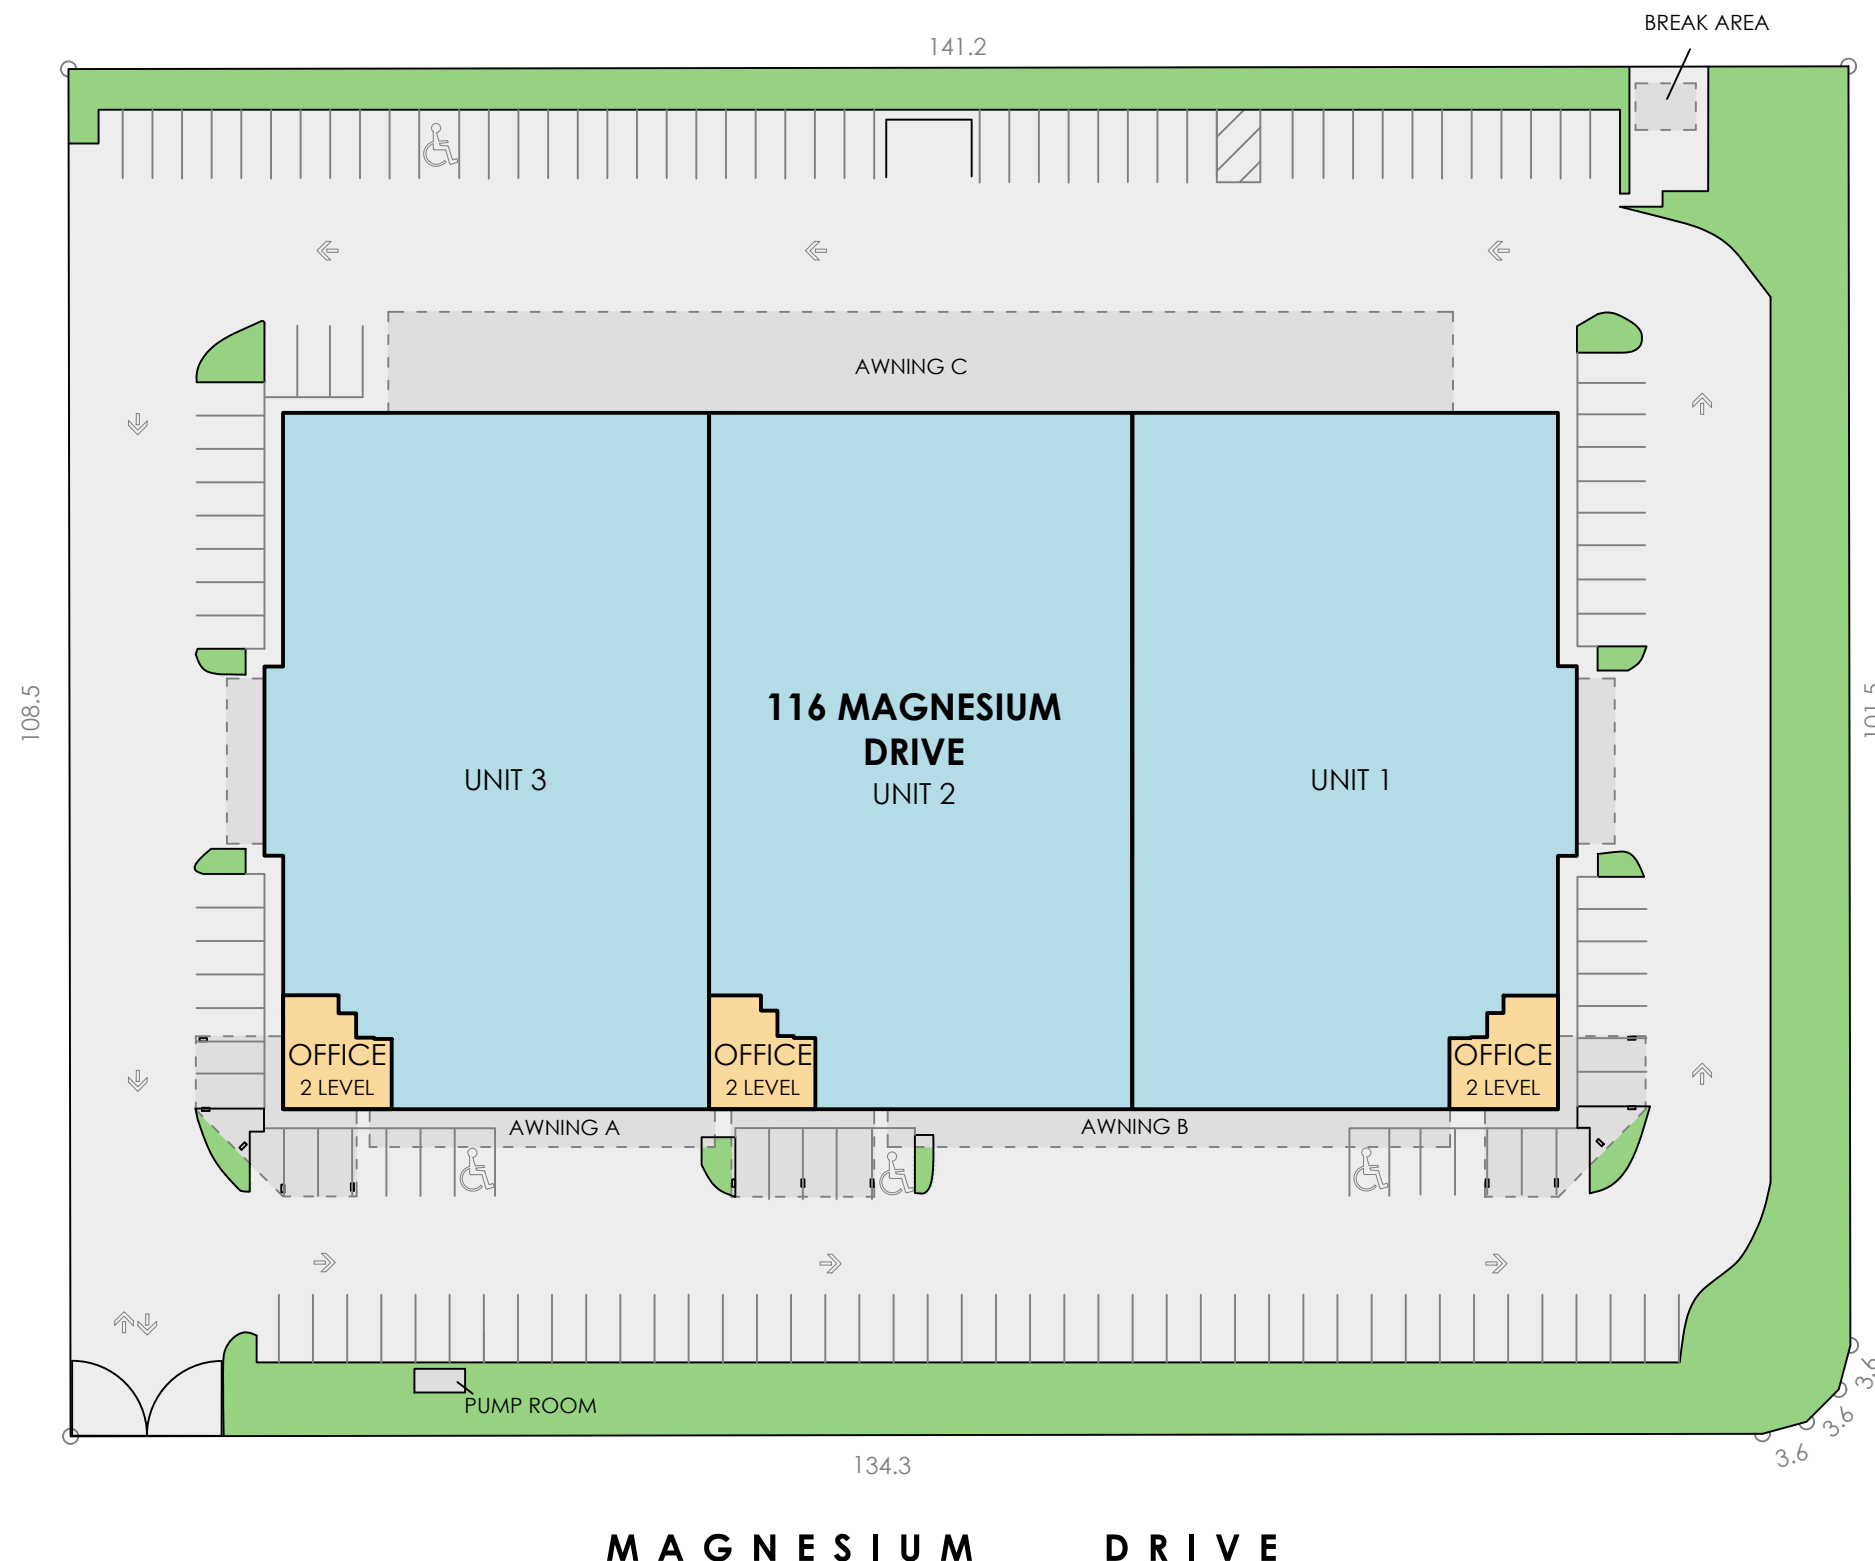 BREAK AREA
141.2
AWNING C
108.5
101.5
116 MAGNESIUM
DRIVE
UNIT 3
UNIT 2
UNIT 1
OFFICE
2 LEVEL
OFFICE
2 LEVEL
OFFICE
2 LEVEL
AWNING A
AWNING B
PUMP ROOM
3.6
3.6
3.6
134.3
MAGNESIUM DRIVE